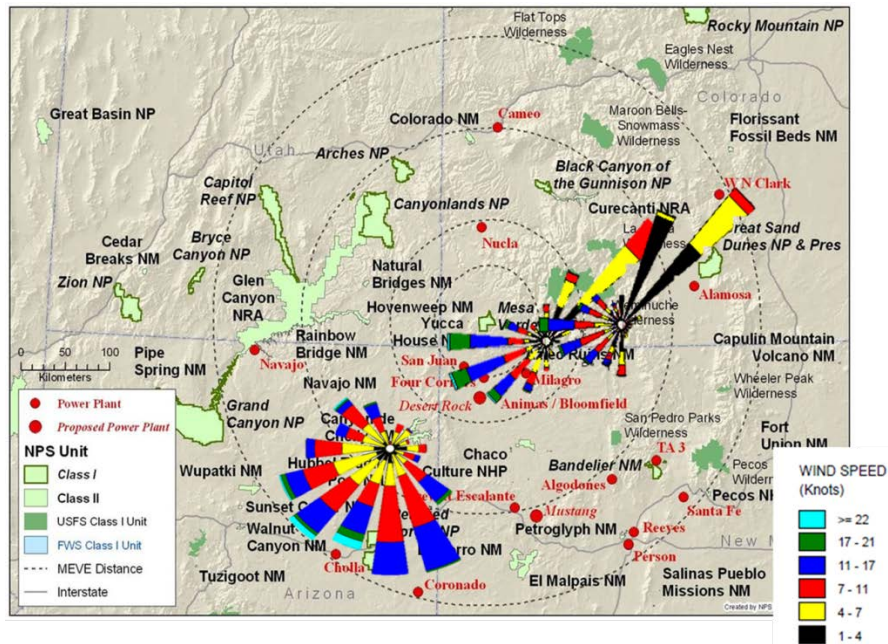 Flat Tops
Wilderness
Rocky Mountain NP
Eagles Nest
Wilderness
Colorado
Great Basin NP
Colorado NM
Cameo
Maroon Bells-
Snowmass
Wilderness
Florissant
Fossil Beds NM
Utah
Arches NP
Black Canyon of
the Gunnison NP
W N Clark
Capitol
Reef NP
Canyonlands NP
Curecanti NRA
Great Sand
Dunes NP & Pres
Cedar
Breaks NM
Bryce
Canyon NP
Nucla
La
Zion NP
Glen
Canyon
NRA
Natural
Bridges NM
Alamosa
Hovenweep NM
Mesa
Verde
Weminuche
Wilderness
0 50 100
Kilometers
Yucca
House
Rainbow
Bridge NM
Pipe
Spring NM
Navajo
San Juan
Ruins NM
Capulin Mountain
Volcano NM
Navajo NM
Four Corners
Milagro
Wheeler Peak
Wilderness
Desert Rock
Animas / Bloomfield
Power Plant
Proposed Power Plant
NPS Unit
Class I
Class II
USFS Class I Unit
FWS Class I Unit
MEVE Distance
Interstate
Grand
Canyon NP
San Pedro Parks
Wilderness
Fort
Union NM
Chaco
Culture NHP
Wupatki NM
Bandelier NM
TA 3
Pecos
Algodones
Pecos
Escalante
Sunset
Mustang
Santa Fe
Walnut
Canyon NM
Petroglyph NM
Reeves
Person
New M
Cholla
Tuzigoot NM
El Malpais NM
Salinas Pueblo
Missions NM
Arizona
Coronado
Created by NPS
WIND SPEED
(Knots)
>= 22
17 - 21
11 - 17
7 - 11
4 - 7
1 - 4